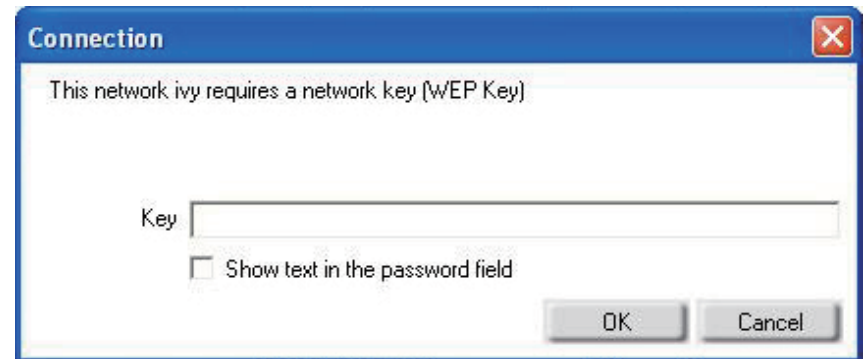 Connection
This network ivy requires a network key (WEP Key)
Key
Show text in the password field
OK Cancel